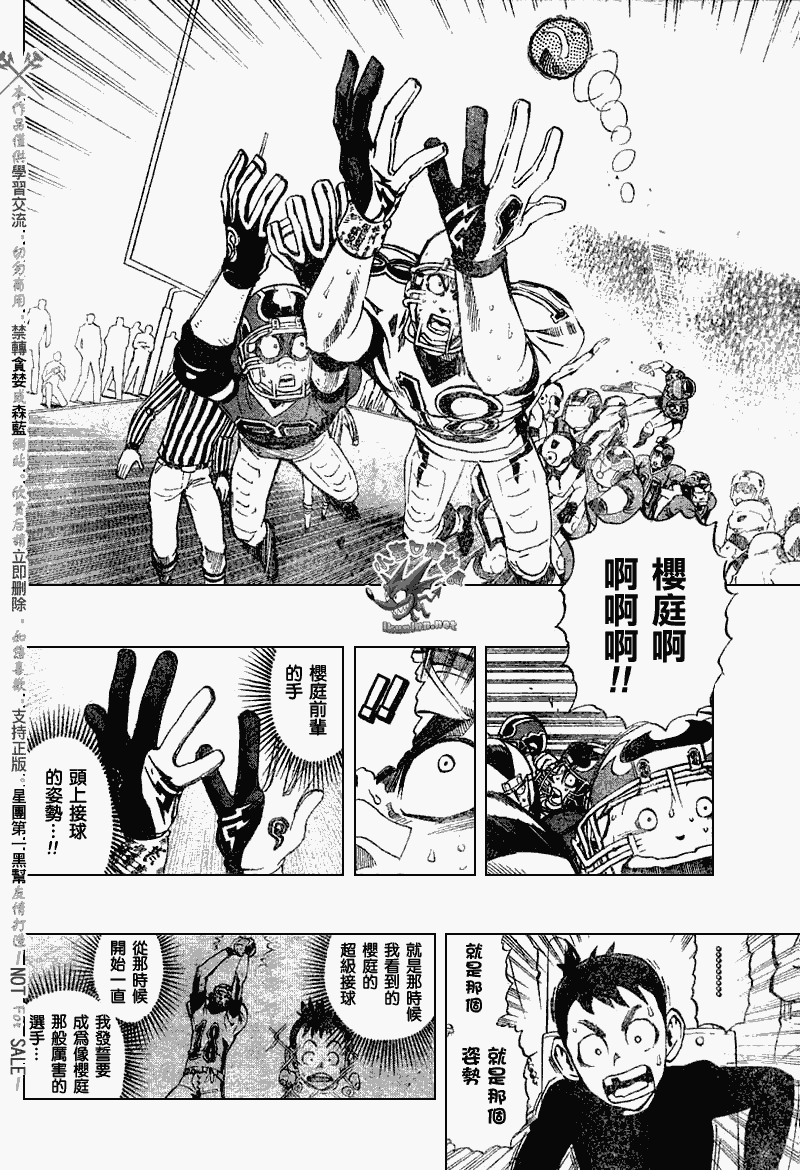 櫻庭啊
啊啊啊!!
18
!!
櫻庭前輩
的手
頭上接球
的姿勢…!!
………
就是那個
就是那個
姿勢
就是那時候
我看到的
櫻庭的
超級接球
18
從那時候
開始一直
我發誓要
成為像櫻庭
那般厲害的
選手…
本作品僅供學習交流,切勿商用,禁轉貪婪或森藍網站。欣賞后請立即刪除。如您喜歡,支持正版。星團第一黑幫友情打造—NOT For SALE—